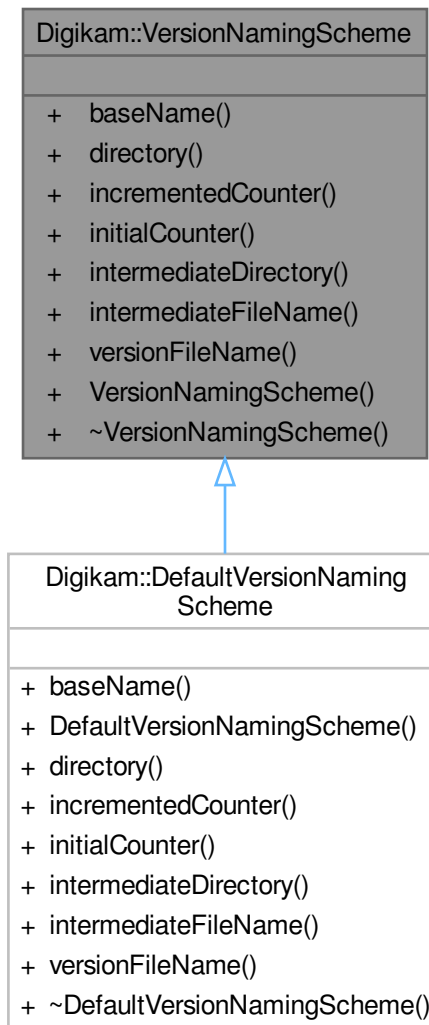 Digikam::VersionNamingScheme
+ baseName()
+ directory()
+ incrementedCounter()
+ initialCounter()
+ intermediateDirectory()
+ intermediateFileName()
+ versionFileName()
+ VersionNamingScheme()
+ ~VersionNamingScheme()
Digikam::DefaultVersionNaming
Scheme
+ baseName()
+ DefaultVersionNamingScheme()
+ directory()
+ incrementedCounter()
+ initialCounter()
+ intermediateDirectory()
+ intermediateFileName()
+ versionFileName()
+ ~DefaultVersionNamingScheme()